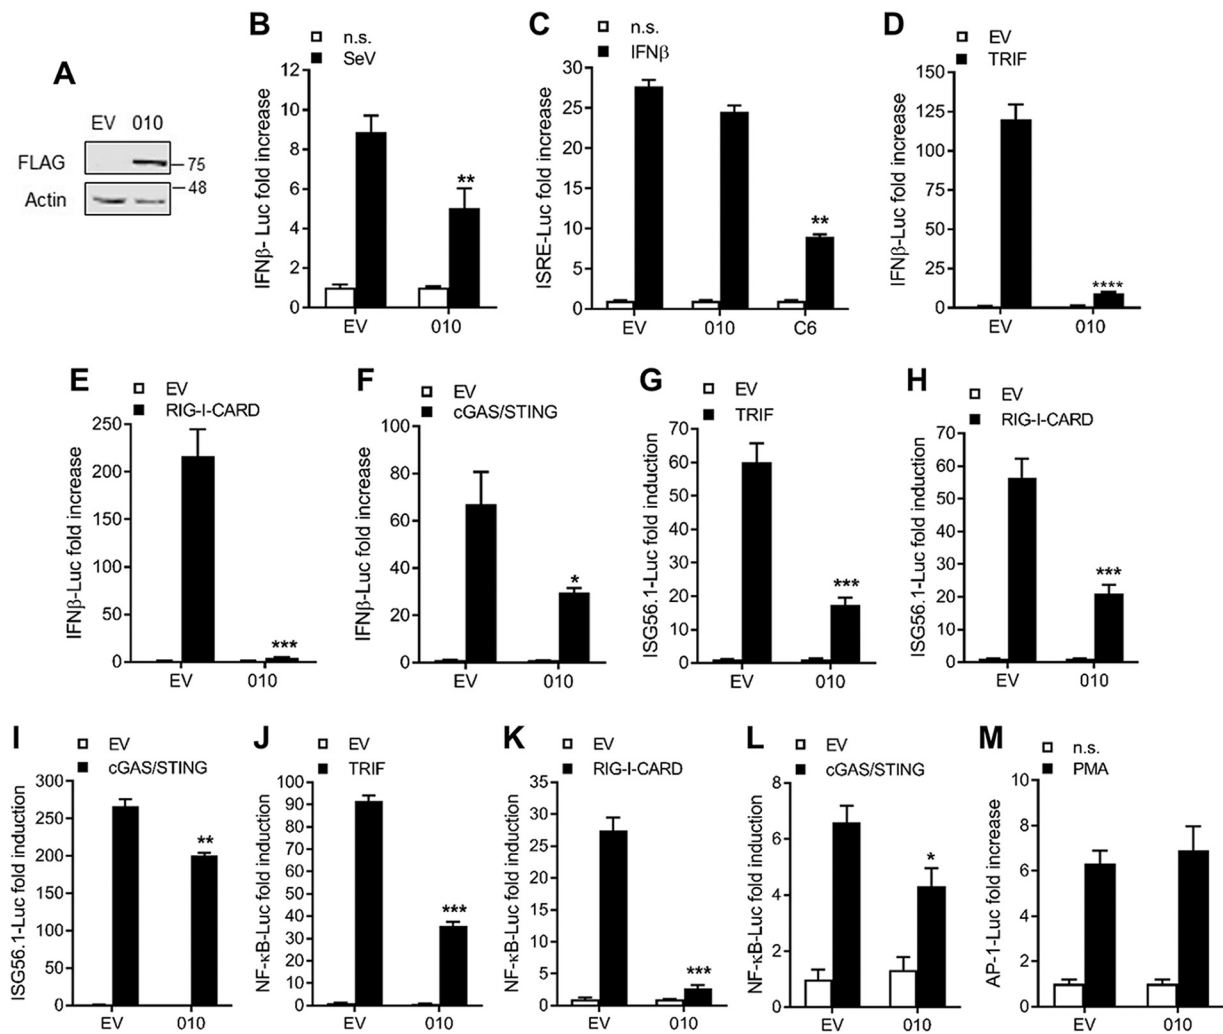 A
EV 010
FLAG
75
48
Actin
B
n.s.
SeV
IFNβ- Luc fold increase
12
10
8
6
4
2
0
**
EV 010
C
n.s.
IFNβ
ISRE-Luc fold increase
30
25
20
15
10
5
0
**
EV 010 C6
D
EV
TRIF
IFNβ-Luc fold increase
150
125
100
75
50
25
0
****
EV 010
E
EV
RIG-I-CARD
IFNβ-Luc fold increase
250
200
150
100
50
0
***
EV 010
F
EV
cGAS/STING
IFNβ-Luc fold increase
100
80
60
40
20
0
*
EV 010
G
EV
TRIF
ISG56.1-Luc fold induction
70
60
50
40
30
20
10
0
***
EV 010
H
EV
RIG-I-CARD
ISG56.1-Luc fold induction
70
60
50
40
30
20
10
0
***
EV 010
I
EV
cGAS/STING
ISG56.1-Luc fold induction
300
250
200
150
100
50
0
**
EV 010
J
EV
TRIF
NF-κB-Luc fold induction
100
90
80
70
60
50
40
30
20
10
0
***
EV 010
K
EV
RIG-I-CARD
NF-κB-Luc fold induction
35
30
25
20
15
10
5
0
***
EV 010
L
EV
cGAS/STING
NF-κB-Luc fold induction
8
6
4
2
0
*
EV 010
M
n.s.
PMA
AP-1-Luc fold increase
10
8
6
4
2
0
EV 010